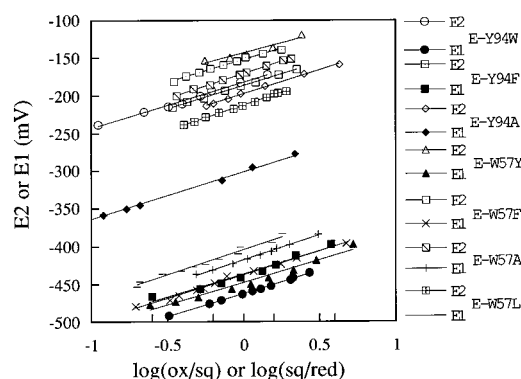 -100
-150
-200
-250
-300
-350
-400
-450
-500
E2 or E1 (mV)
-1
-0.5
0
0.5
1
log(ox/sq) or log(sq/red)
E2
E-Y94W
E1
E2
E-Y94F
E1
E2
E-Y94A
E1
E2
E-W57Y
E1
E2
E-W57F
E1
E2
E-W57A
E1
E2
E-W57L
E1